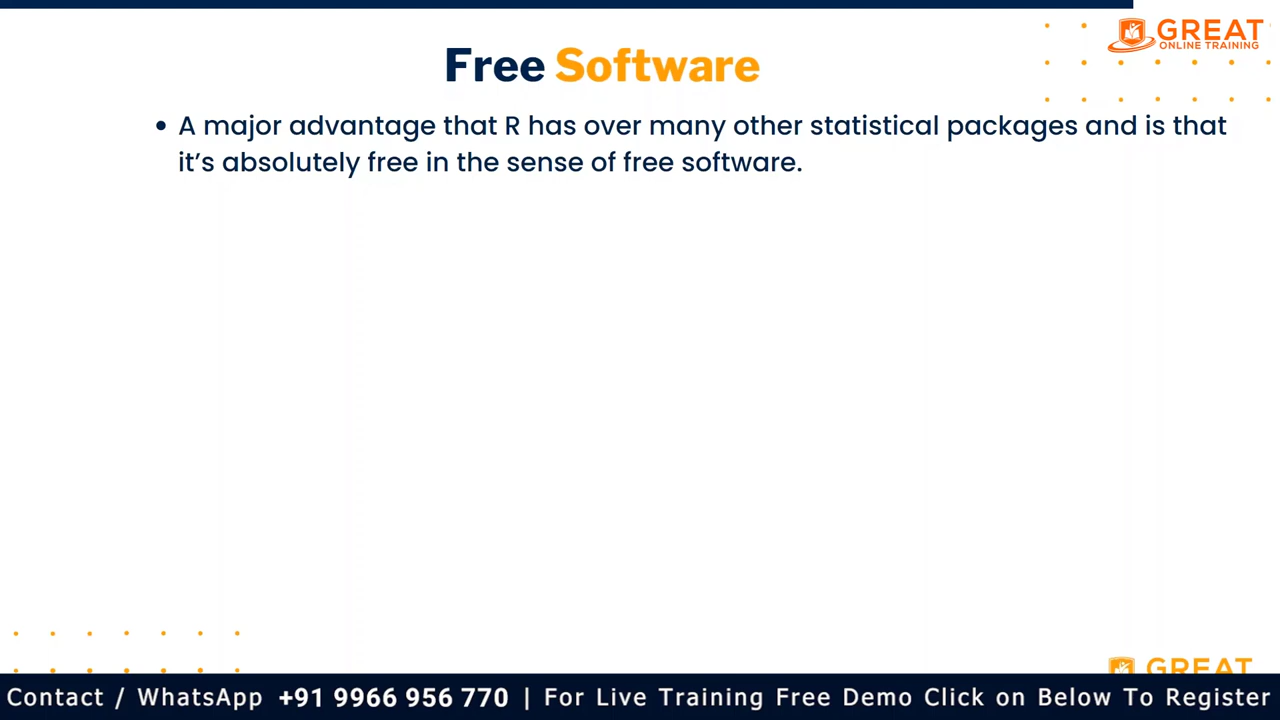 GREAT
ONLINE TRAINING
Free Software
• A major advantage that R has over many other statistical packages and is that
it's absolutely free in the sense of free software.
GREAT
Contact / WhatsApp +91 9966 956 770 | For Live Training Free Demo Click on Below To Register